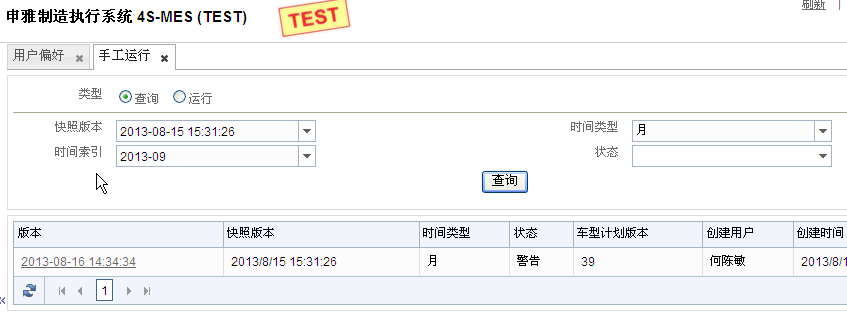 刷新
申雅制造执行系统 4S-MES (TEST)
TEST
用户偏好 手工运行
类型 查询 运行
快照版本 2013-08-15 15:31:26 时间类型 月
时间索引 2013-09 状态
查询
版本 快照版本 时间类型 状态 车型计划版本 创建用户 创建时间
2013-08-16 14:34:34 2013/8/15 15:31:26 月 警告 39 何陈敏 2013/8/1
1